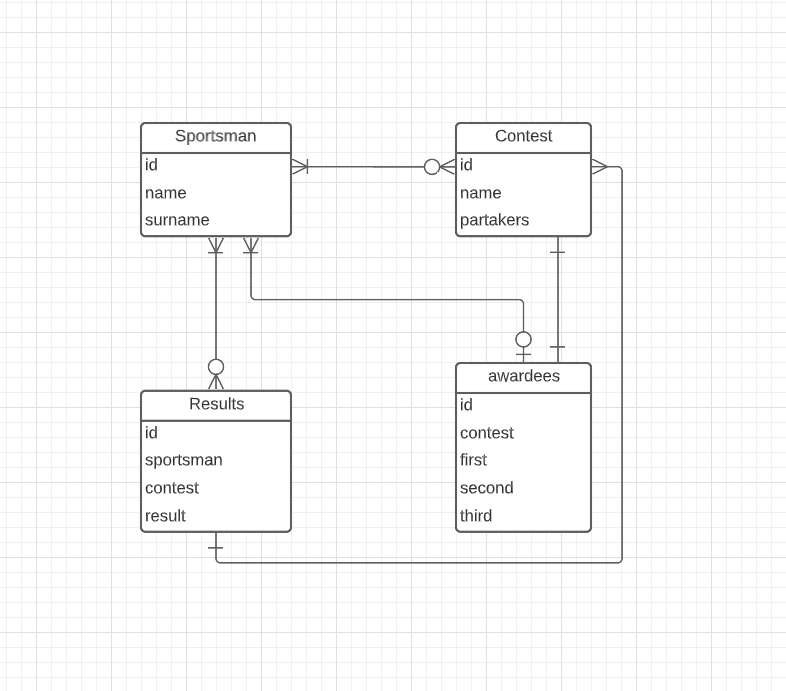 Sportsman
id
name
surname
Contest
id
name
partakers
Results
id
sportsman
contest
result
awardees
id
contest
first
second
third